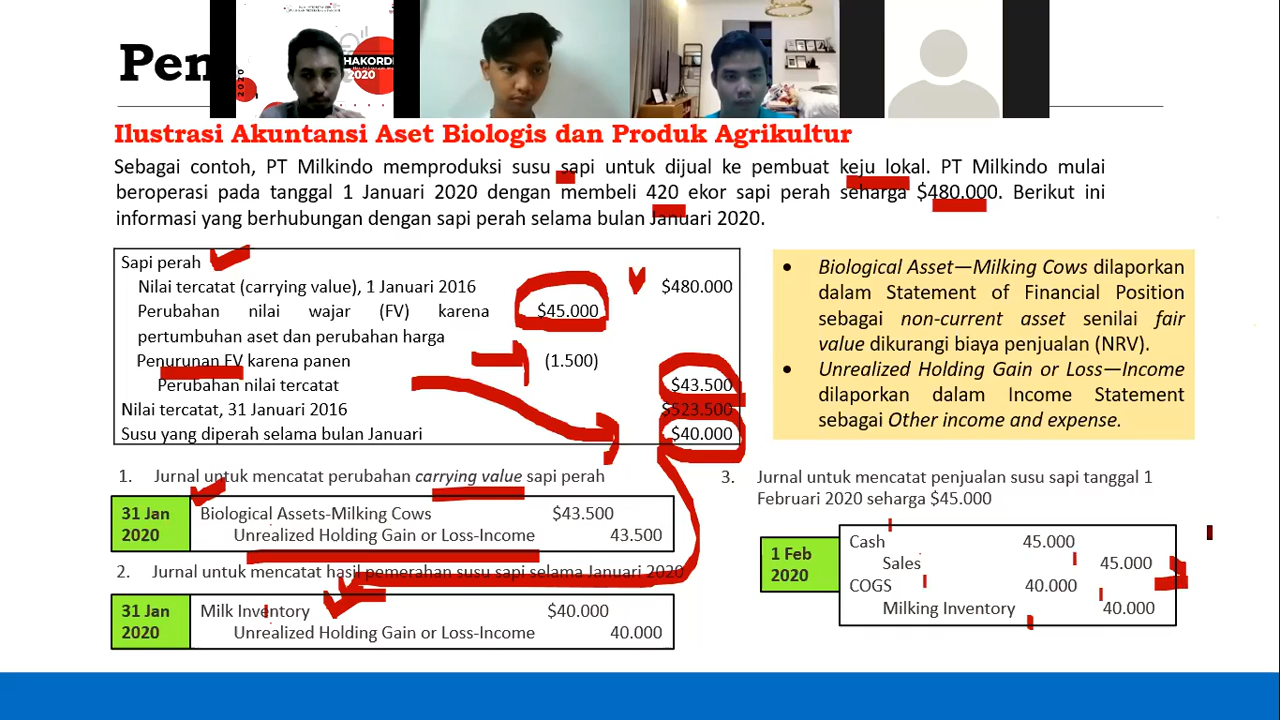 Pen
HAKORDI
2020
2020
Ilustrasi Akuntansi Aset Biologis dan Produk Agrikultur
Sebagai contoh, PT Milkindo memproduksi susu sapi untuk dijual ke pembuat keju lokal. PT Milkindo mulai
beroperasi pada tanggal 1 Januari 2020 dengan membeli 420 ekor sapi perah seharga $480.000. Berikut ini
informasi yang berhubungan dengan sapi perah selama bulan Januari 2020.
Sapi perah
Nilai tercatat (carrying value), 1 Januari 2016 $480.000
Perubahan nilai wajar (FV) karena $45.000
pertumbuhan aset dan perubahan harga
Penurunan FV karena panen (1.500)
Perubahan nilai tercatat $43.500
Nilai tercatat, 31 Januari 2016 $523.500
Susu yang diperah selama bulan Januari $40.000
• Biological Asset—Milking Cows dilaporkan
dalam Statement of Financial Position
sebagai non-current asset senilai fair
value dikurangi biaya penjualan (NRV).
• Unrealized Holding Gain or Loss—Income
dilaporkan dalam Income Statement
sebagai Other income and expense.
1. Jurnal untuk mencatat perubahan carrying value sapi perah
31 Jan Biological Assets-Milking Cows $43.500
2020 Unrealized Holding Gain or Loss-Income 43.500
2. Jurnal untuk mencatat hasil pemerahan susu sapi selama Januari 2020
31 Jan Milk Inventory $40.000
2020 Unrealized Holding Gain or Loss-Income 40.000
3. Jurnal untuk mencatat penjualan susu sapi tanggal 1
Februari 2020 seharga $45.000
1 Feb
2020
Cash 45.000
Sales 45.000
COGS 40.000
Milking Inventory 40.000